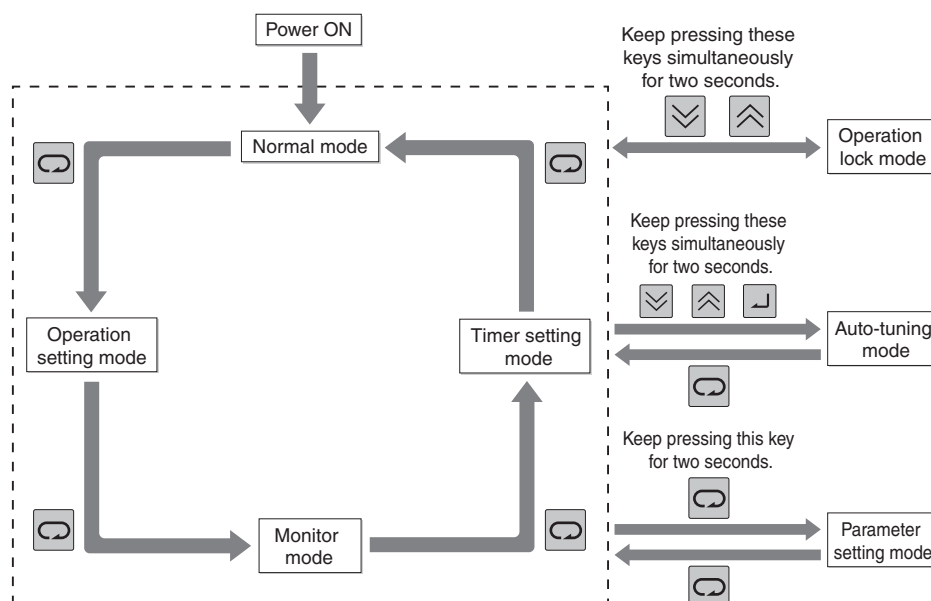 Power ON
Keep pressing these
keys simultaneously
for two seconds.
Normal mode
Operation
lock mode
Keep pressing these
keys simultaneously
for two seconds.
Operation
setting mode
Timer setting
mode
Auto-tuning
mode
Keep pressing this key
for two seconds.
Monitor
mode
Parameter
setting mode